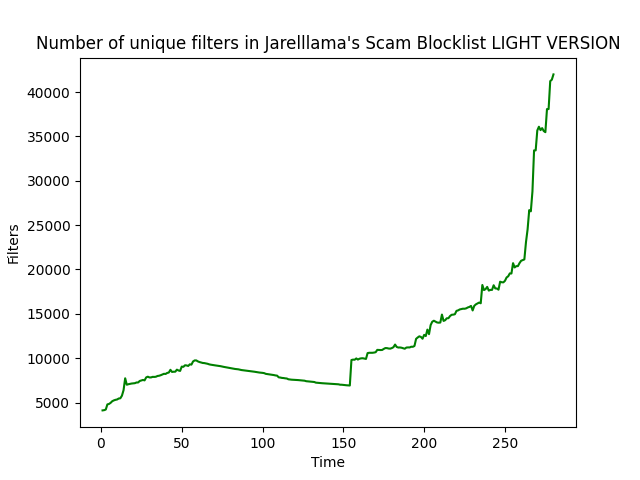 Number of unique filters in Jarelllama's Scam Blocklist LIGHT VERSION
Filters
40000
35000
30000
25000
20000
15000
10000
5000
0 50 100 150 200 250
Time